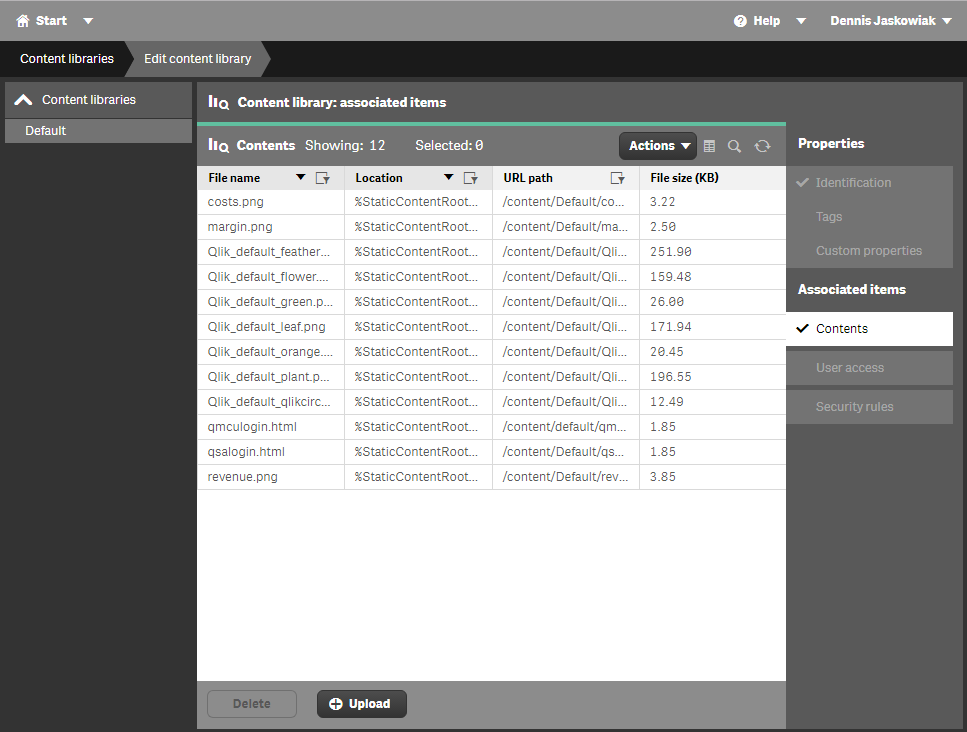 Start Help Dennis Jaskowiak
Content libraries Edit content library
Content libraries
Default
Content library: associated items
Contents Showing: 12 Selected: 0 Actions
File name Location URL path File size (KB)
costs.png %StaticContentRoot... /content/Default/co... 3.22
margin.png %StaticContentRoot... /content/Default/ma... 2.50
Qlik_default_feather... %StaticContentRoot... /content/Default/Qli... 251.90
Qlik_default_flower.... %StaticContentRoot... /content/Default/Qli... 159.48
Qlik_default_green.p... %StaticContentRoot... /content/Default/Qli... 26.00
Qlik_default_leaf.png %StaticContentRoot... /content/Default/Qli... 171.94
Qlik_default_orange.... %StaticContentRoot... /content/Default/Qli... 20.45
Qlik_default_plant.p... %StaticContentRoot... /content/Default/Qli... 196.55
Qlik_default_qlikcirc... %StaticContentRoot... /content/Default/Qli... 12.49
qmculogin.html %StaticContentRoot... /content/default/qm... 1.85
qsalogin.html %StaticContentRoot... /content/Default/qs... 1.85
revenue.png %StaticContentRoot... /content/Default/rev... 3.85
Delete Upload
Properties
Identification
Tags
Custom properties
Associated items
Contents
User access
Security rules